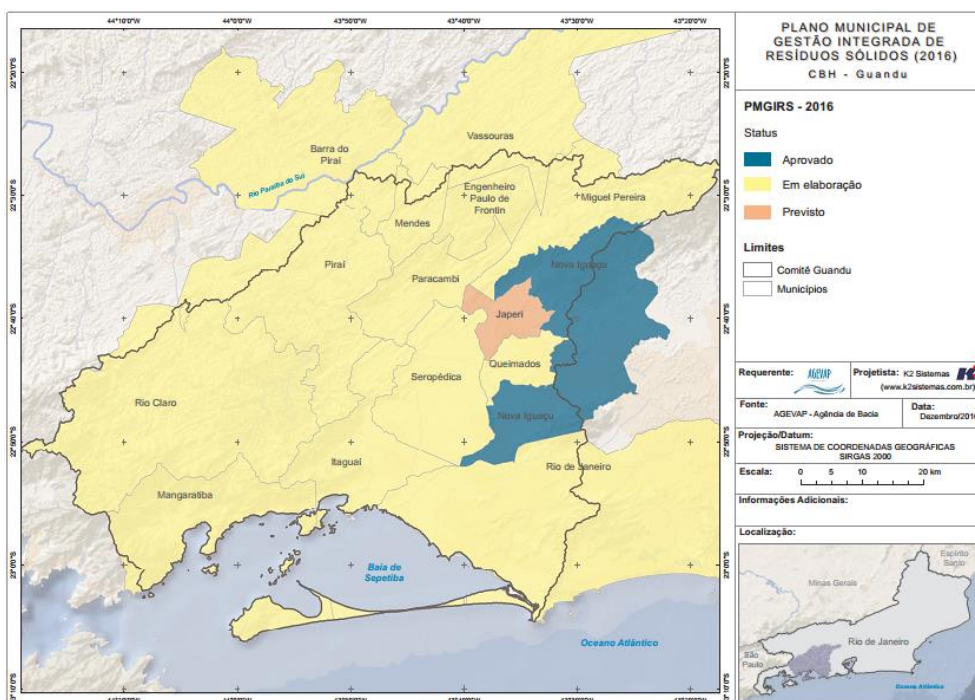 44°10'0"W 44°0'0"W 43°50'0"W 43°40'0"W 43°30'0"W 43°20'0"W
Vassouras
Barra do
Piraí
Rio Paraíba do Sul
Engenheiro
Paulo de
Frontin
Miguel Pereira
Mendes
Piraí
Nova Iguaçu
Paracambi
Japeri
Queimados
Seropédica
Rio Claro
Nova Iguaçu
Itaguaí
Rio de Janeiro
Mangaratiba
Baia de
Sepetiba
Oceano Atlântico
PLANO MUNICIPAL DE
GESTÃO INTEGRADA DE
RESÍDUOS SÓLIDOS (2016)
CBH - Guandu
PMGIRS - 2016
Status
Aprovado
Em elaboração
Previsto
Limites
Comitê Guandu
Municípios
Requerente: AGEVAP
Projetista: K2 Sistemas K2
(www.k2sistemas.com.br)
Fonte:
AGEVAP - Agência de Bacia
Data:
Dezembro/201
Projeção/Datum:
SISTEMA DE COORDENADAS GEOGRÁFICAS
SIRGAS 2000
Escala: 0 5 10 20 km
Informações Adicionais:
Localização:
Espírito
Santo
Minas Gerais
Rio de Janeiro
São
Paulo
Oceano Atlântico